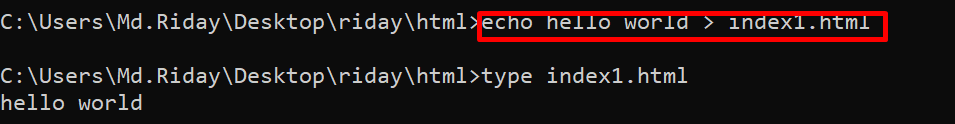 C:\Users\Md.Riday\Desktop\riday\html>echo hello world > index1.html
C:\Users\Md.Riday\Desktop\riday\html>type index1.html
hello world